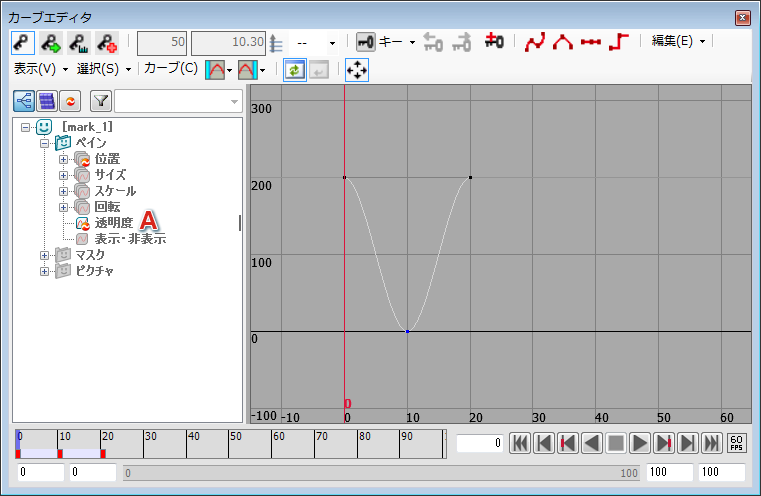 カーブエディタ
50 10.30 -- キー 編集(E)
表示(V) 選択(S) カーブ(C)
[mark_1]
ペイン
位置
サイズ
スケール
回転
透明度 A
表示・非表示
マスク
ピクチャ
300
200
100
0
-100 -10 0 0 10 20 30 40 50 60
0 10 20 30 40 50 60 70 80 90 0 60 FPS
0 0 0 100 100 100